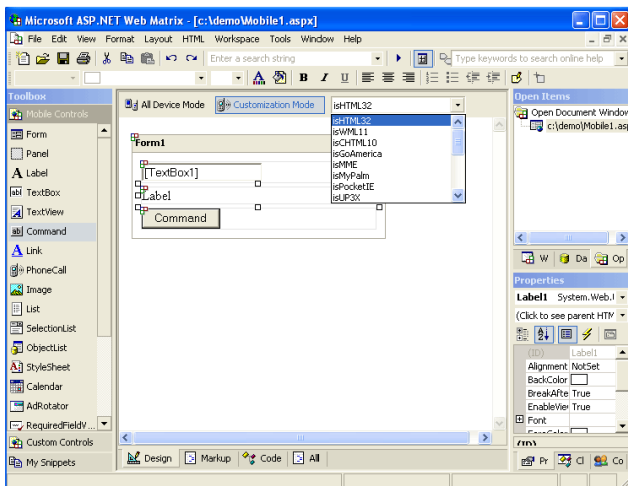 Microsoft ASP.NET Web Matrix - [c:\demo\Mobile1.aspx]
File Edit View Format Layout HTML Workspace Tools Window Help
Enter a search string
Type keywords to search online help
B I U
Toolbox
Mobile Controls
Form
Panel
Label
TextBox
TextView
Command
Link
PhoneCall
Image
List
SelectionList
ObjectList
StyleSheet
Calendar
AdRotator
RequiredFieldV...
Custom Controls
My Snippets
All Device Mode
Customization Mode
isHTML32
isHTML32
isWML11
isCHTML10
isGoAmerica
isMME
isMyPalm
isPocketIE
isUP3X
Form1
[TextBox1]
Label
Command
Design
Markup
Code
All
Open Items
Open Document Window
c:\demo\Mobile1.asp
W
Da
Op
Properties
Label1 System.Web.
(Click to see parent HTM
(ID) Label1
Alignment NotSet
BackColor
BreakAfte True
EnableVie True
Font
ForeColor
(ID)
Pr
Cl
Co